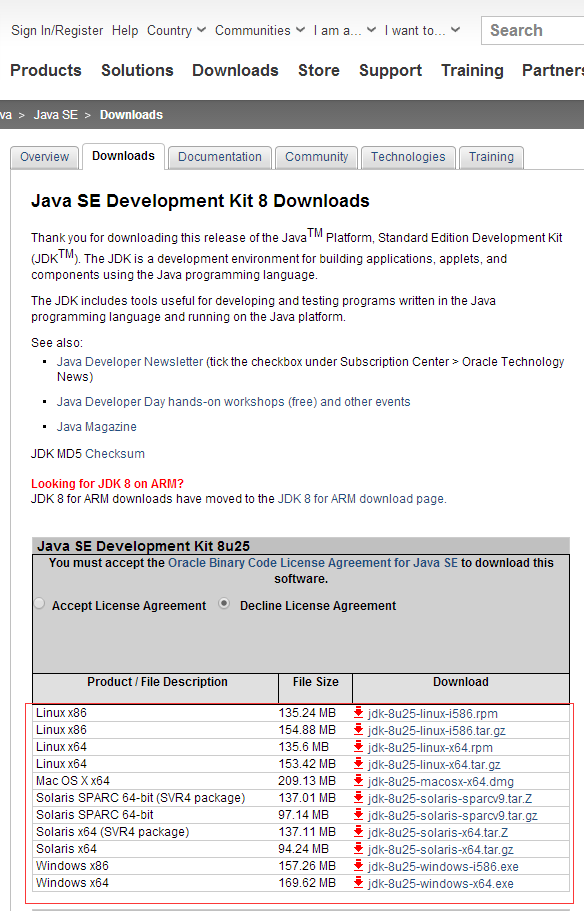 Sign In/Register Help Country Communities I am a... I want to... Search
Products Solutions Downloads Store Support Training Partners
va > Java SE > Downloads
Overview Downloads Documentation Community Technologies Training
Java SE Development Kit 8 Downloads
Thank you for downloading this release of the Java™ Platform, Standard Edition Development Kit
(JDK™). The JDK is a development environment for building applications, applets, and
components using the Java programming language.
The JDK includes tools useful for developing and testing programs written in the Java
programming language and running on the Java platform.
See also:
• Java Developer Newsletter (tick the checkbox under Subscription Center > Oracle Technology
News)
• Java Developer Day hands-on workshops (free) and other events
• Java Magazine
JDK MD5 Checksum
Looking for JDK 8 on ARM?
JDK 8 for ARM downloads have moved to the JDK 8 for ARM download page.
Java SE Development Kit 8u25
You must accept the Oracle Binary Code License Agreement for Java SE to download this
software.
Accept License Agreement Decline License Agreement
Product / File Description File Size Download
Linux x86 135.24 MB jdk-8u25-linux-i586.rpm
Linux x86 154.88 MB jdk-8u25-linux-i586.tar.gz
Linux x64 135.6 MB jdk-8u25-linux-x64.rpm
Linux x64 153.42 MB jdk-8u25-linux-x64.tar.gz
Mac OS X x64 209.13 MB jdk-8u25-macosx-x64.dmg
Solaris SPARC 64-bit (SVR4 package) 137.01 MB jdk-8u25-solaris-sparcv9.tar.Z
Solaris SPARC 64-bit 97.14 MB jdk-8u25-solaris-sparcv9.tar.gz
Solaris x64 (SVR4 package) 137.11 MB jdk-8u25-solaris-x64.tar.Z
Solaris x64 94.24 MB jdk-8u25-solaris-x64.tar.gz
Windows x86 157.26 MB jdk-8u25-windows-i586.exe
Windows x64 169.62 MB jdk-8u25-windows-x64.exe